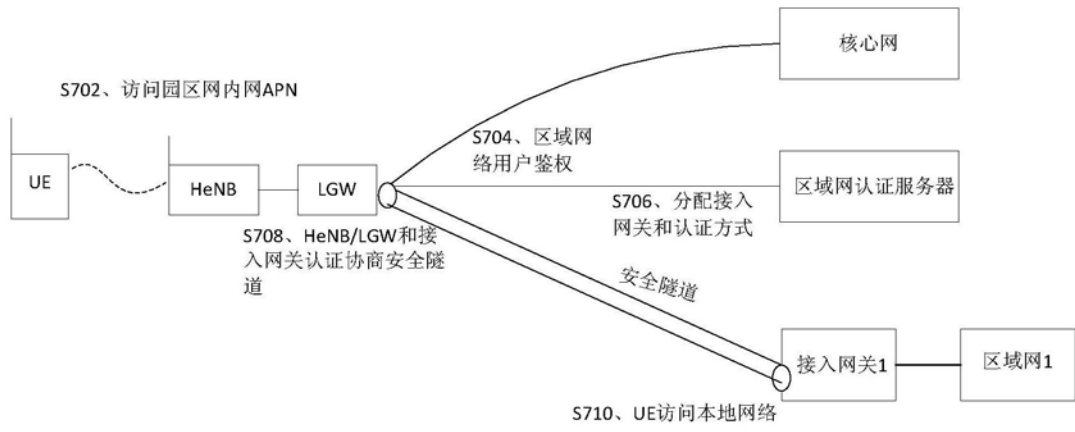 核心网
S702、访问园区网内网APN
S704、区域网
络用户鉴权
UE
HeNB
LGW
区域网认证服务器
S706、分配接入
网关和认证方式
S708、HeNB/LGW和接
入网关认证协商安全隧
道
安全隧道
接入网关1
区域网1
S710、UE访问本地网络